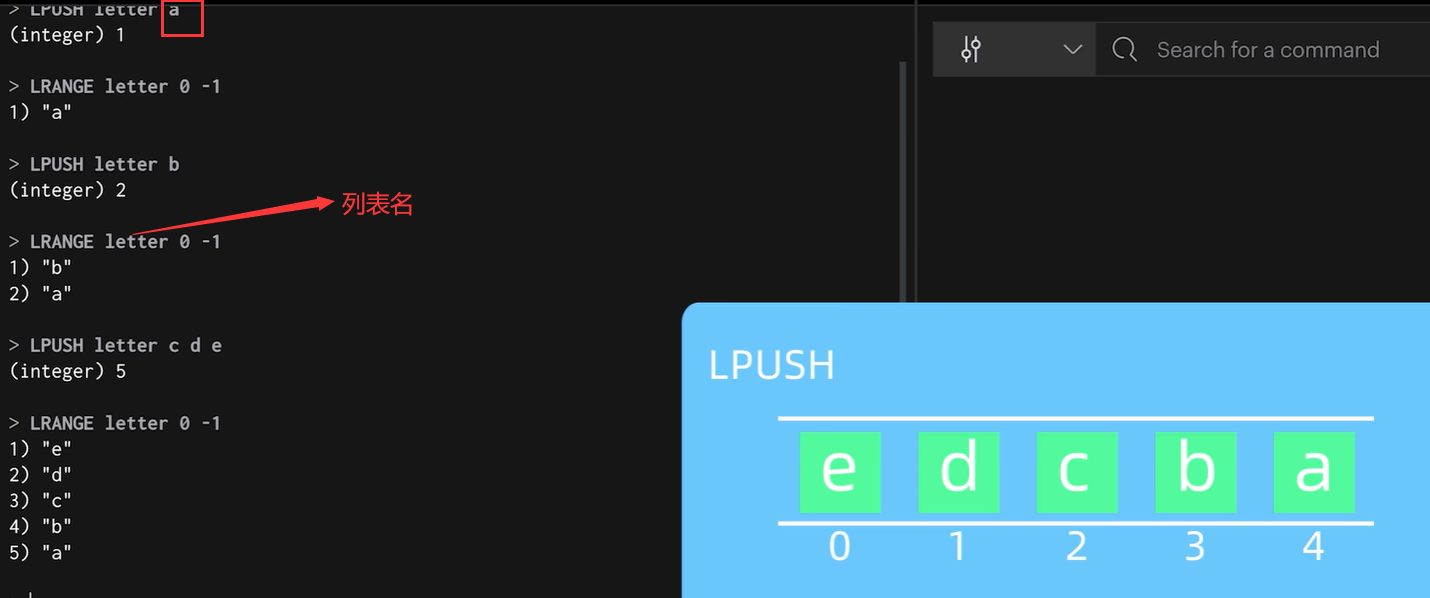 > LPUSH letter a
(integer) 1
> LRANGE letter 0 -1
1) "a"
> LPUSH letter b
(integer) 2
列表名
> LRANGE letter 0 -1
1) "b"
2) "a"
> LPUSH letter c d e
(integer) 5
> LRANGE letter 0 -1
1) "e"
2) "d"
3) "c"
4) "b"
5) "a"
Search for a command
LPUSH
e d c b a
0 1 2 3 4